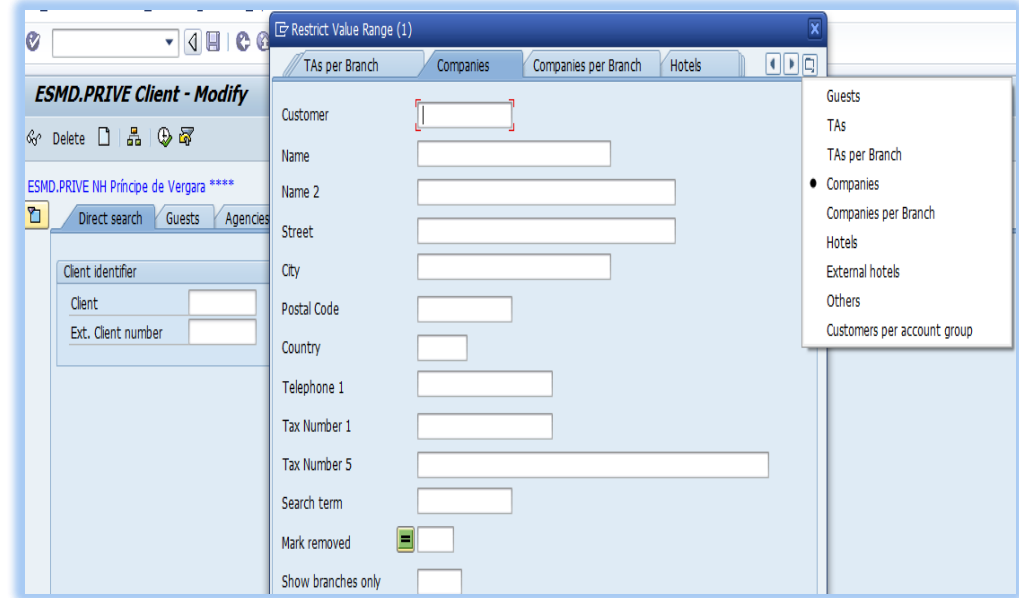 Restrict Value Range (1)
TAs per Branch
Companies
Companies per Branch
Hotels
ESMD.PRIVE Client - Modify
Delete
ESMD.PRIVE NH Príncipe de Vergara ****
Direct search
Guests
Agencies
Client identifier
Client
Ext. Client number
Customer
Name
Name 2
Street
City
Postal Code
Country
Telephone 1
Tax Number 1
Tax Number 5
Search term
Mark removed
Show branches only
Guests
TAs
TAs per Branch
Companies
Companies per Branch
Hotels
External hotels
Others
Customers per account group